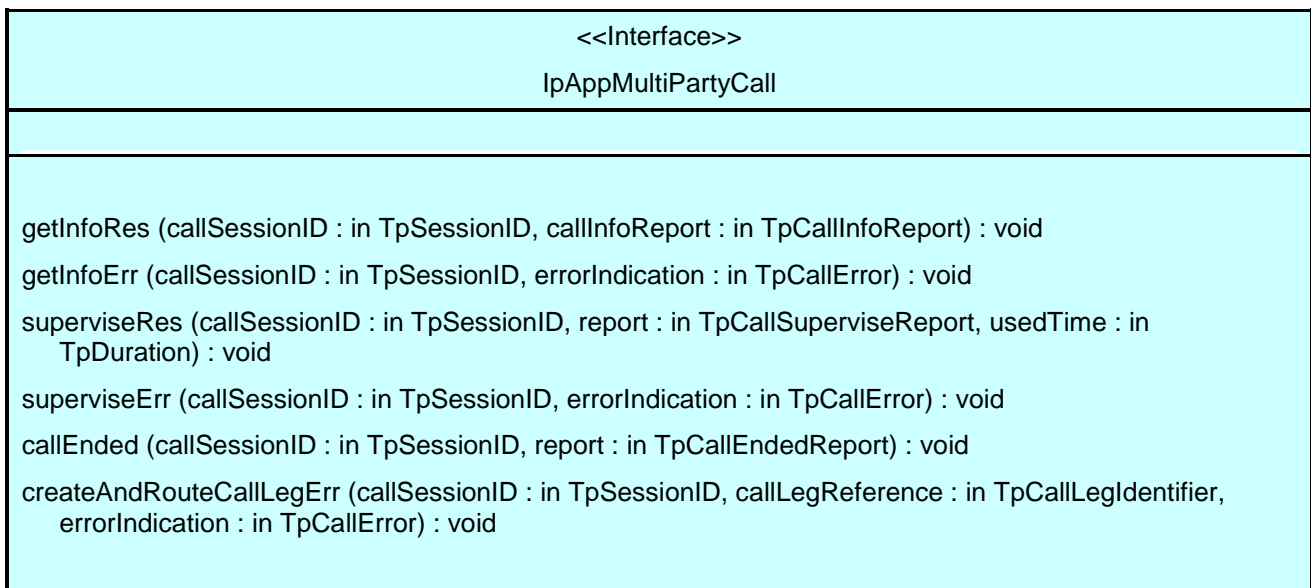 <<Interface>>
IpAppMultiPartyCall
getInfoRes (callSessionID : in TpSessionID, callInfoReport : in TpCallInfoReport) : void
getInfoErr (callSessionID : in TpSessionID, errorIndication : in TpCallError) : void
superviseRes (callSessionID : in TpSessionID, report : in TpCallSuperviseReport, usedTime : in
TpDuration) : void
superviseErr (callSessionID : in TpSessionID, errorIndication : in TpCallError) : void
callEnded (callSessionID : in TpSessionID, report : in TpCallEndedReport) : void
createAndRouteCallLegErr (callSessionID : in TpSessionID, callLegReference : in TpCallLegIdentifier,
errorIndication : in TpCallError) : void